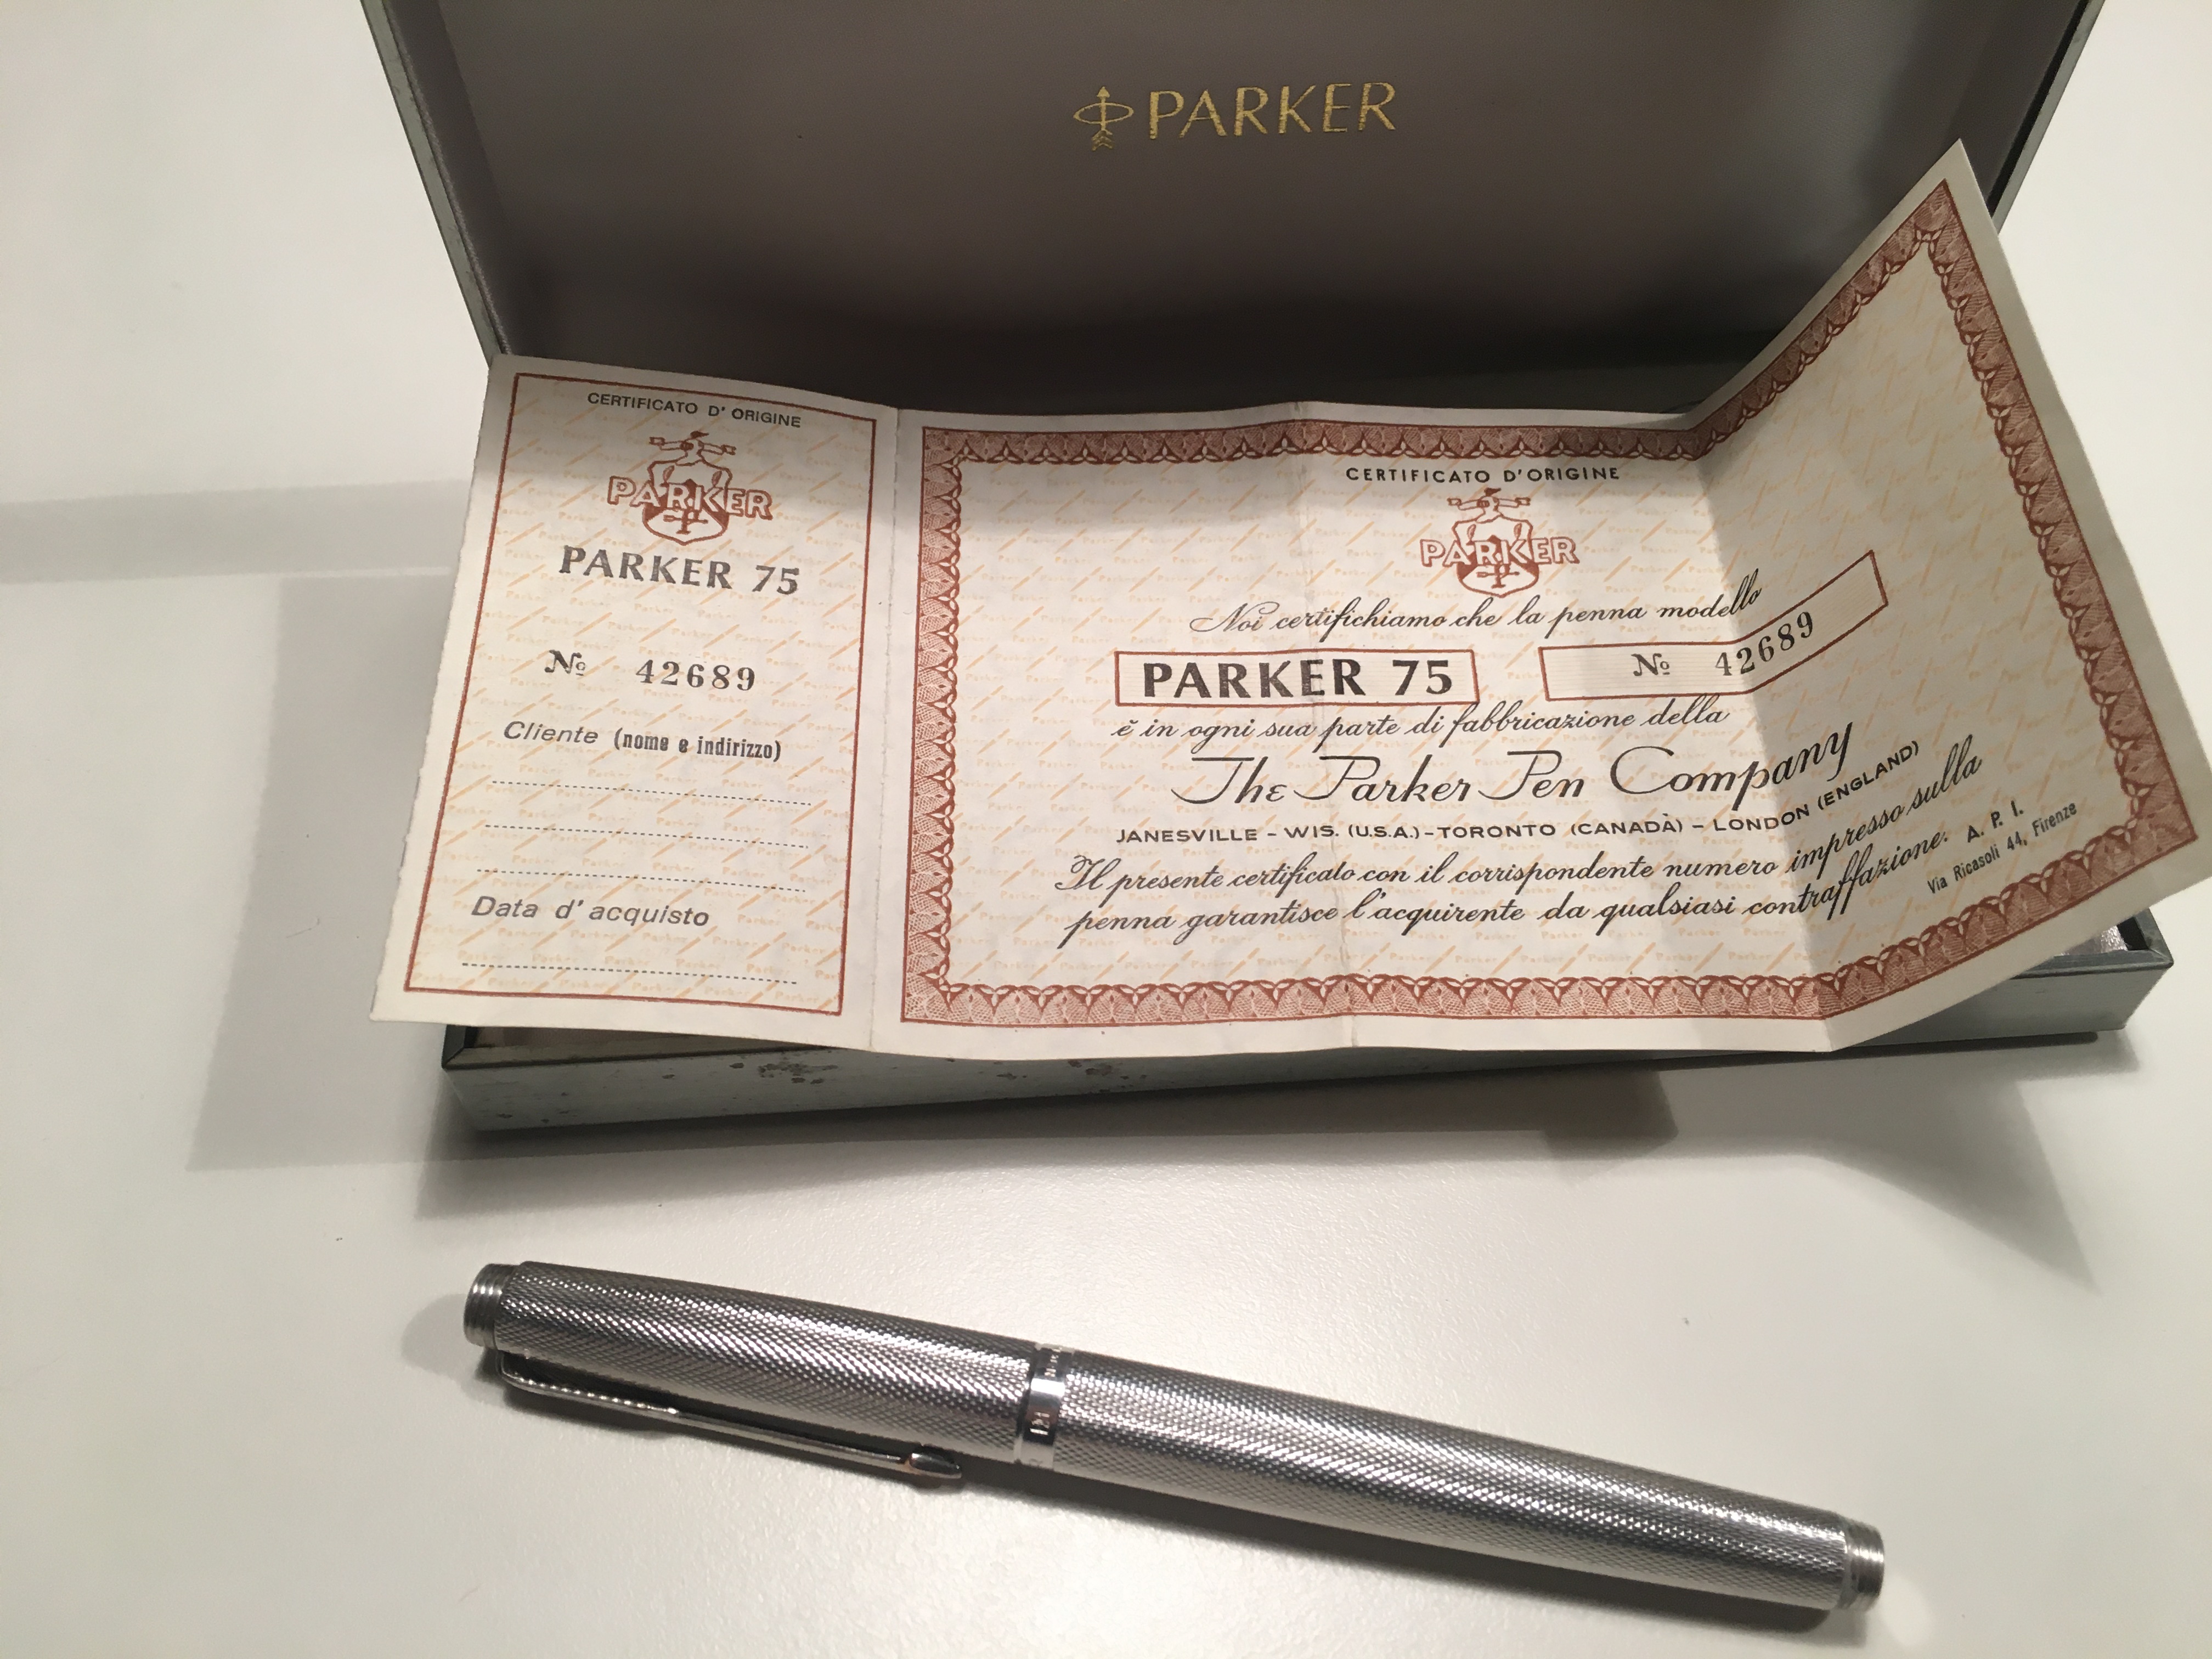 PARKER
CERTIFICATO D' ORIGINE
PARKER
PARKER 75
№ 42689
Cliente (nome e indirizzo)
Data d' acquisto
CERTIFICATO D'ORIGINE
PARKER
Noi certifichiamo che la penna modello
PARKER 75 № 42689
è in ogni sua parte di fabbricazione della
The Parker Pen Company
JANESVILLE - WIS. (U.S.A.) - TORONTO (CANADÀ) - LONDON (ENGLAND)
Il presente certificato con il corrispondente numero impresso sulla
penna garantisce l'acquirente da qualsiasi contraffazione.
A. P. I.
Via Ricasoli 44, Firenze